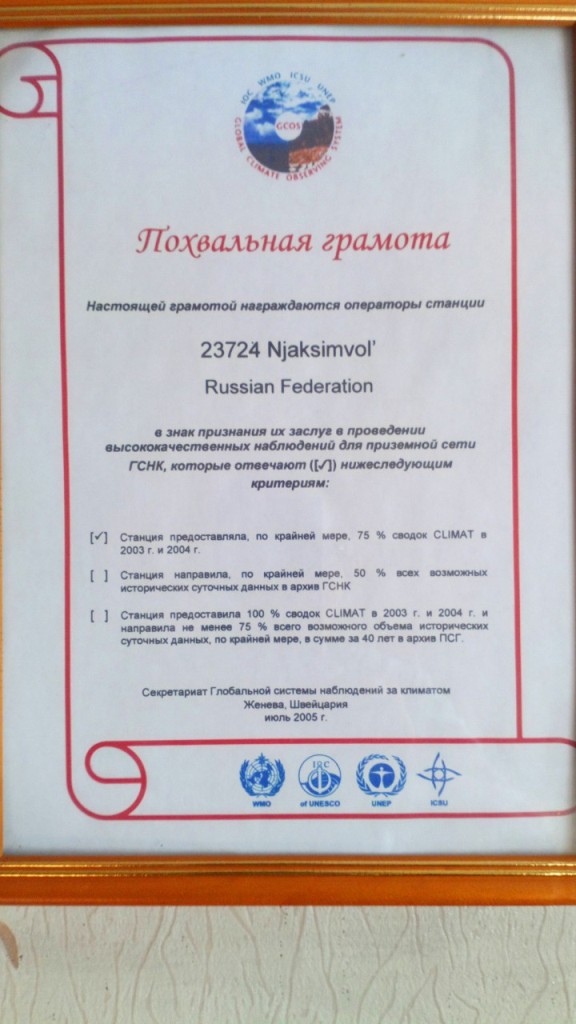 IOC WMO ICSU UNEP
GCOS
GLOBAL CLIMATE OBSERVING SYSTEM
Похвальная грамота
Настоящей грамотой награждаются операторы станции
23724 Njaksimvol'
Russian Federation
в знак признания их заслуг в проведении
высококачественных наблюдений для приземной сети
ГСНК, которые отвечают ([✓]) нижеследующим
критериям:
[✓] Станция предоставляла, по крайней мере, 75 % сводок CLIMAT в
2003 г. и 2004 г.
[ ] Станция направила, по крайней мере, 50 % всех возможных
исторических суточных данных в архив ГСНК
[ ] Станция предоставила 100 % сводок CLIMAT в 2003 г. и 2004 г. и
направила не менее 75 % всего возможного объема исторических
суточных данных, по крайней мере, в сумме за 40 лет в архив ПСГ.
Секретариат Глобальной системы наблюдений за климатом
Женева, Швейцария
июль 2005 г.
IOC
WMO of UNESCO UNEP ICSU